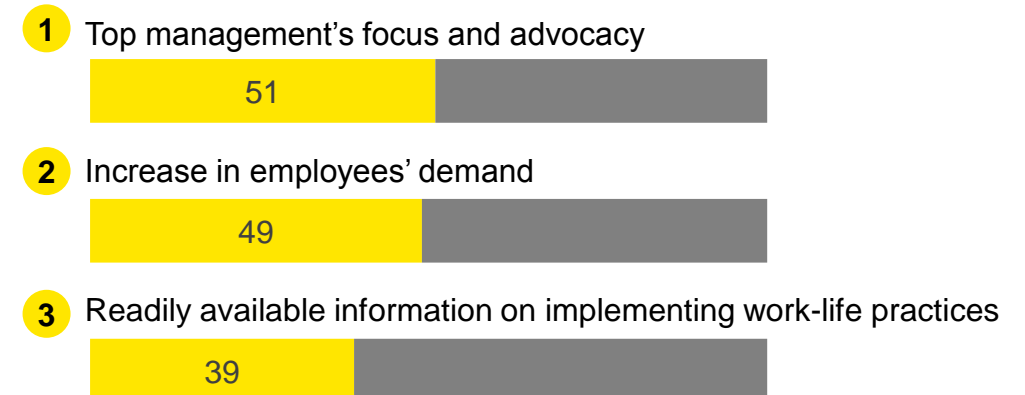 1 Top management’s focus and advocacy
51
2 Increase in employees’ demand
49
3 Readily available information on implementing work-life practices
39